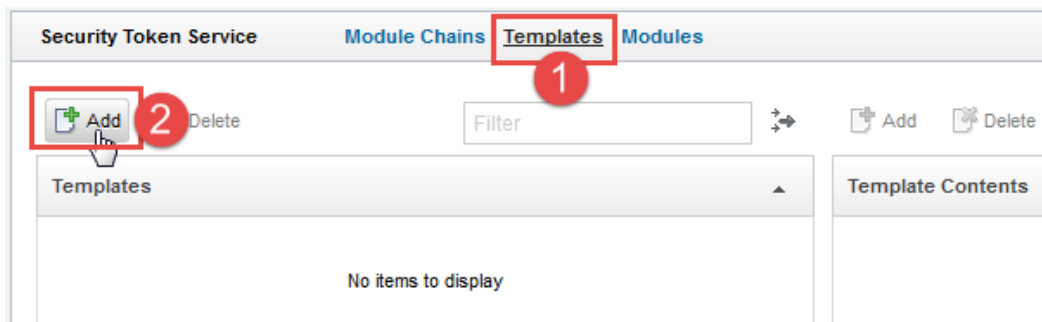 Security Token Service Module Chains Templates Modules
1
Add 2 Delete Filter Add Delete
Templates Template Contents
No items to display